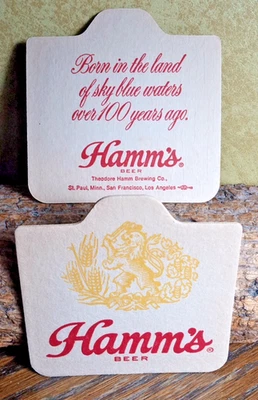 Born in the land
of sky blue waters
over 100 years ago.
Hamm's®
BEER
Theodore Hamm Brewing Co.,
St. Paul, Minn., San Francisco, Los Angeles
Hamm's®
BEER